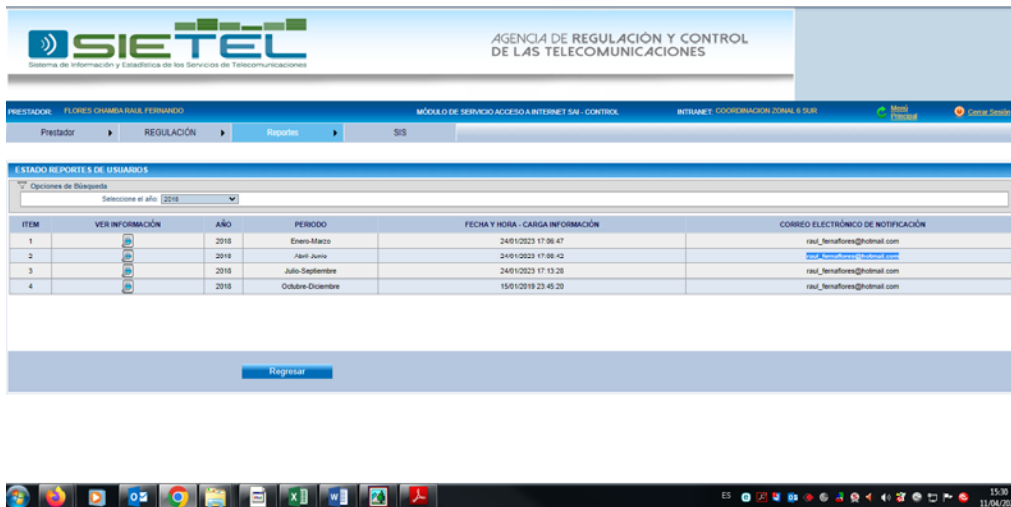 SIETEL
Sistema de Información y Estadística de los Servicios de Telecomunicaciones
AGENCIA DE REGULACIÓN Y CONTROL
DE LAS TELECOMUNICACIONES
PRESTADOR: FLORES CHAMBA RAUL FERNANDO MÓDULO DE SERVICIO ACCESO A INTERNET SAI - CONTROL INTRANET: COORDINACION ZONAL 6 SUR Menú Principal Cerrar Sesión
Prestador REGULACIÓN Reportes SIS
ESTADO REPORTES DE USUARIOS
Opciones de Búsqueda
Seleccione el año 2018
ITEM VER INFORMACIÓN AÑO PERIODO FECHA Y HORA - CARGA INFORMACIÓN CORREO ELECTRÓNICO DE NOTIFICACIÓN
1 2018 Enero-Marzo 24/01/2023 17:06:47 raul_fernaflores@hotmail.com
2 2018 Abril-Junio 24/01/2023 17:08:42 raul_fernaflores@hotmail.com
3 2018 Julio-Septiembre 24/01/2023 17:13:28 raul_fernaflores@hotmail.com
4 2018 Octubre-Diciembre 15/01/2019 23:45:20 raul_fernaflores@hotmail.com
Regresar
ES 15:30
11/04/20